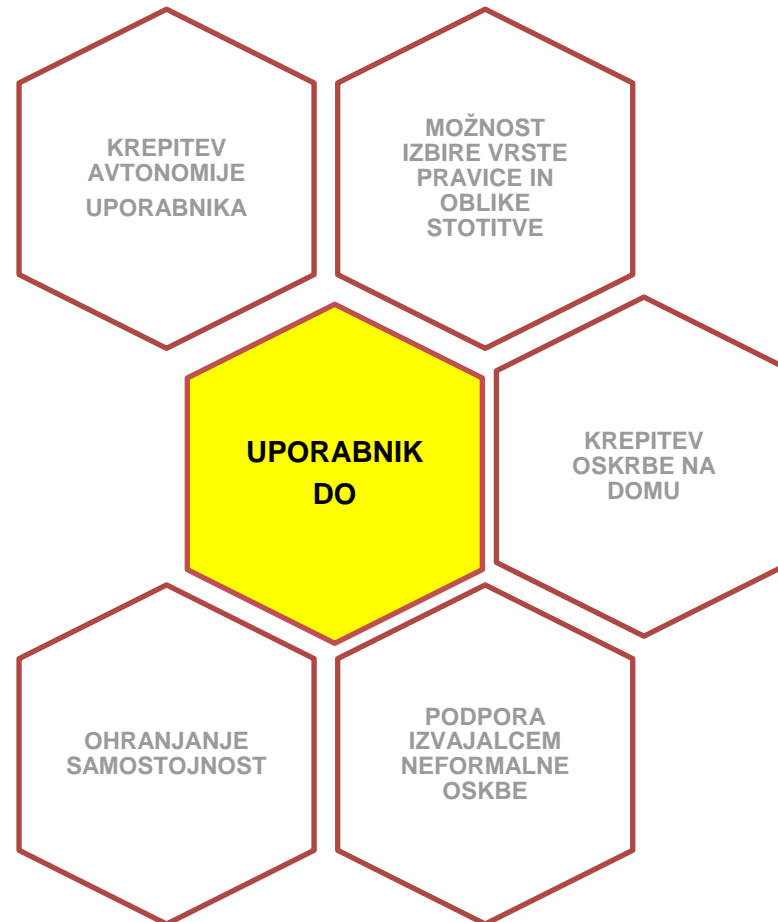 KREPITEV
AVTONOMIJE
UPORABNIKA
MOŽNOST
IZBIRE VRSTE
PRAVICE IN
OBLIKE
STOTITVE
UPORABNIK
DO
KREPITEV
OSKRBE NA
DOMU
OHRANJANJE
SAMOSTOJNOST
PODPORA
IZVAJALCEM
NEFORMALNE
OSKBE